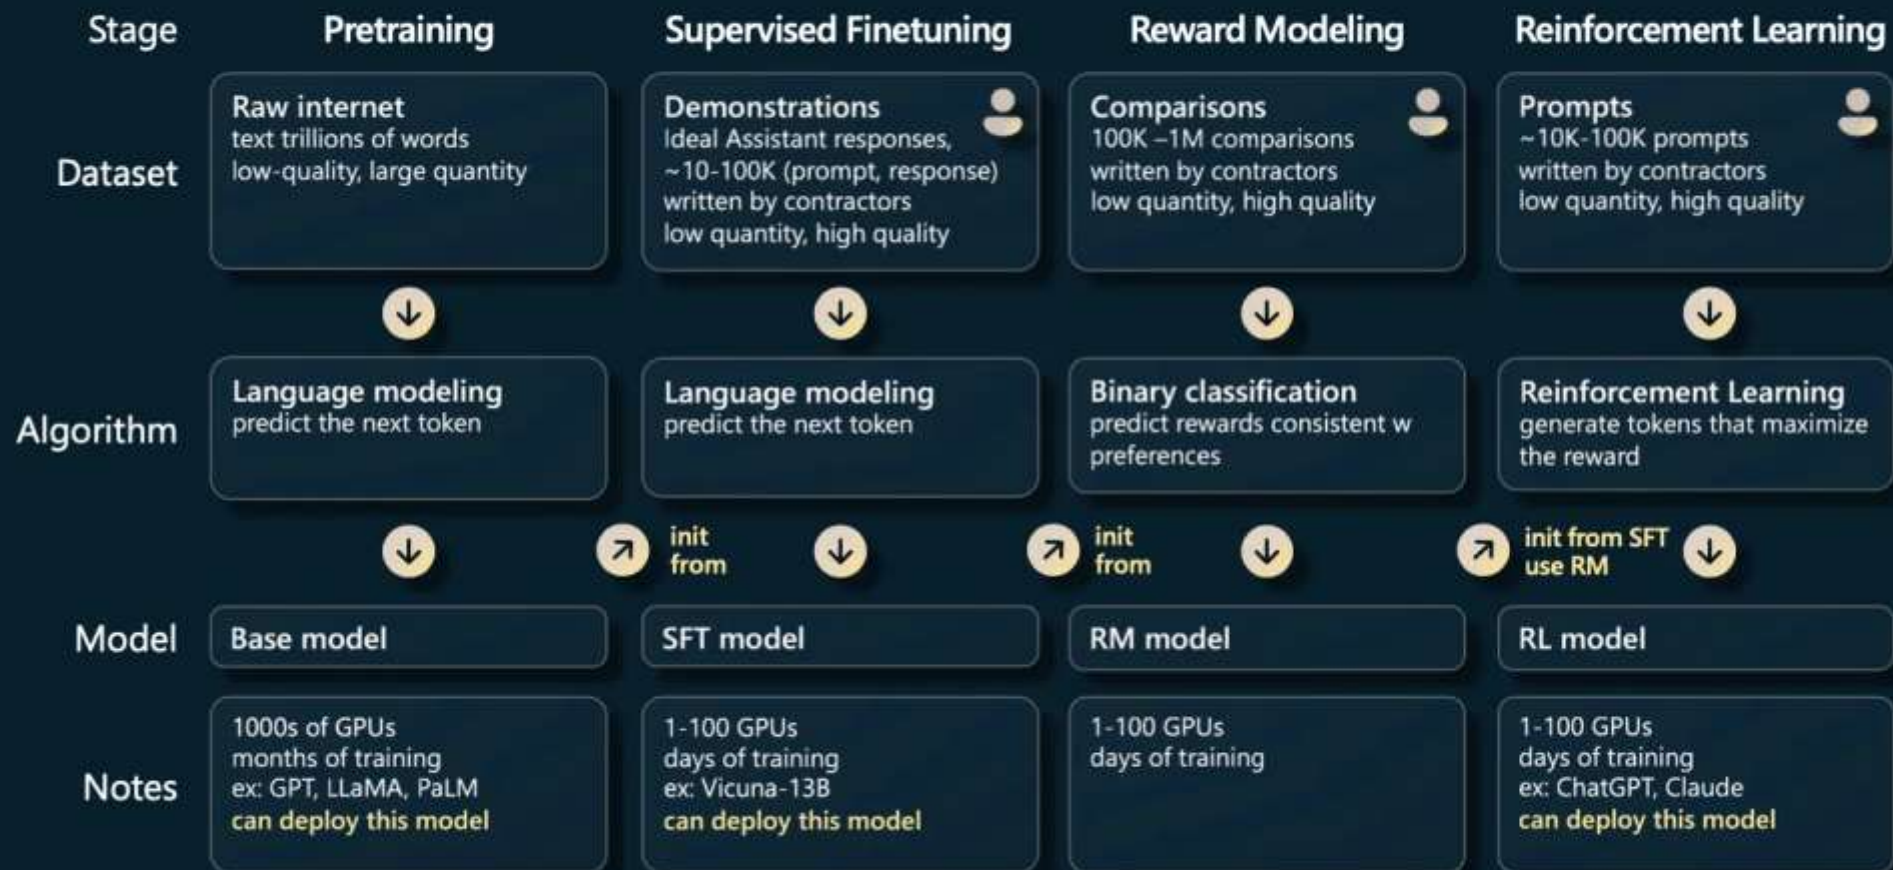 Stage
Pretraining
Supervised Finetuning
Reward Modeling
Reinforcement Learning
Dataset
Raw internet
text trillions of words
low-quality, large quantity
Demonstrations
Ideal Assistant responses,
~10-100K (prompt, response)
written by contractors
low quantity, high quality
Comparisons
100K –1M comparisons
written by contractors
low quantity, high quality
Prompts
~10K-100K prompts
written by contractors
low quantity, high quality
Algorithm
Language modeling
predict the next token
Language modeling
predict the next token
Binary classification
predict rewards consistent w
preferences
Reinforcement Learning
generate tokens that maximize
the reward
init
from
init
from
init from SFT
use RM
Model
Base model
SFT model
RM model
RL model
Notes
1000s of GPUs
months of training
ex: GPT, LLaMA, PaLM
can deploy this model
1-100 GPUs
days of training
ex: Vicuna-13B
can deploy this model
1-100 GPUs
days of training
1-100 GPUs
days of training
ex: ChatGPT, Claude
can deploy this model